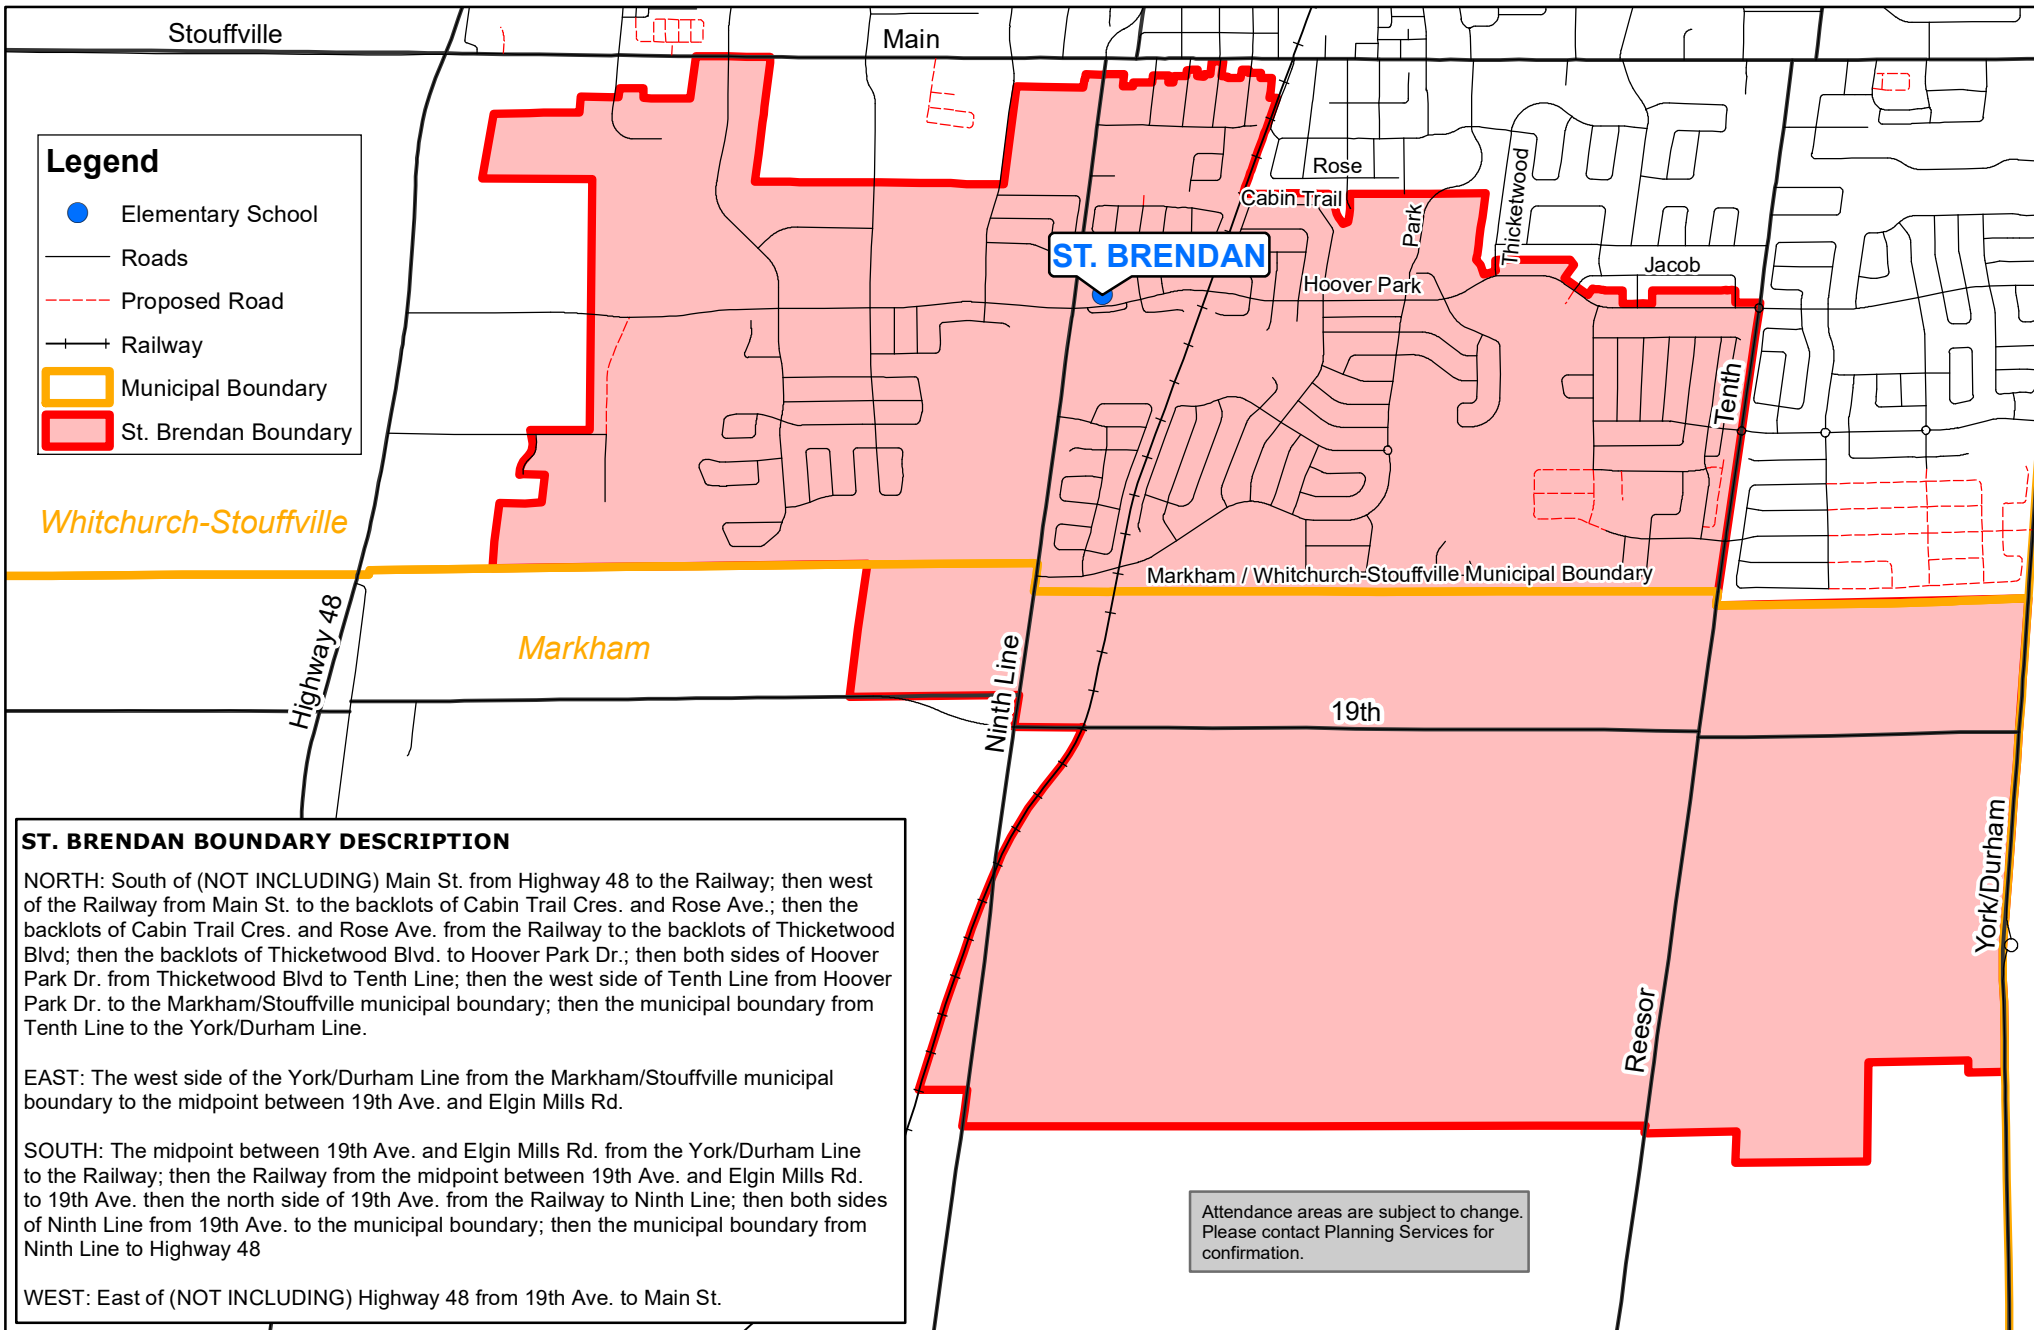 Stouffville
Main
Legend
Elementary School
Roads
Proposed Road
Railway
Municipal Boundary
St. Brendan Boundary
Rose
Cabin Trail
Park
Thicketwood
ST. BRENDAN
Jacob
Hoover Park
Tenth
Whitchurch-Stouffville
Markham / Whitchurch-Stouffville Municipal Boundary
Markham
Highway 48
Ninth Line
19th
York/Durham
Reesor
ST. BRENDAN BOUNDARY DESCRIPTION
NORTH: South of (NOT INCLUDING) Main St. from Highway 48 to the Railway; then west
of the Railway from Main St. to the backlots of Cabin Trail Cres. and Rose Ave.; then the
backlots of Cabin Trail Cres. and Rose Ave. from the Railway to the backlots of Thicketwood
Blvd; then the backlots of Thicketwood Blvd. to Hoover Park Dr.; then both sides of Hoover
Park Dr. from Thicketwood Blvd to Tenth Line; then the west side of Tenth Line from Hoover
Park Dr. to the Markham/Stouffville municipal boundary; then the municipal boundary from
Tenth Line to the York/Durham Line.
EAST: The west side of the York/Durham Line from the Markham/Stouffville municipal
boundary to the midpoint between 19th Ave. and Elgin Mills Rd.
SOUTH: The midpoint between 19th Ave. and Elgin Mills Rd. from the York/Durham Line
to the Railway; then the Railway from the midpoint between 19th Ave. and Elgin Mills Rd.
to 19th Ave. then the north side of 19th Ave. from the Railway to Ninth Line; then both sides
of Ninth Line from 19th Ave. to the municipal boundary; then the municipal boundary from
Ninth Line to Highway 48
WEST: East of (NOT INCLUDING) Highway 48 from 19th Ave. to Main St.
Attendance areas are subject to change.
Please contact Planning Services for
confirmation.